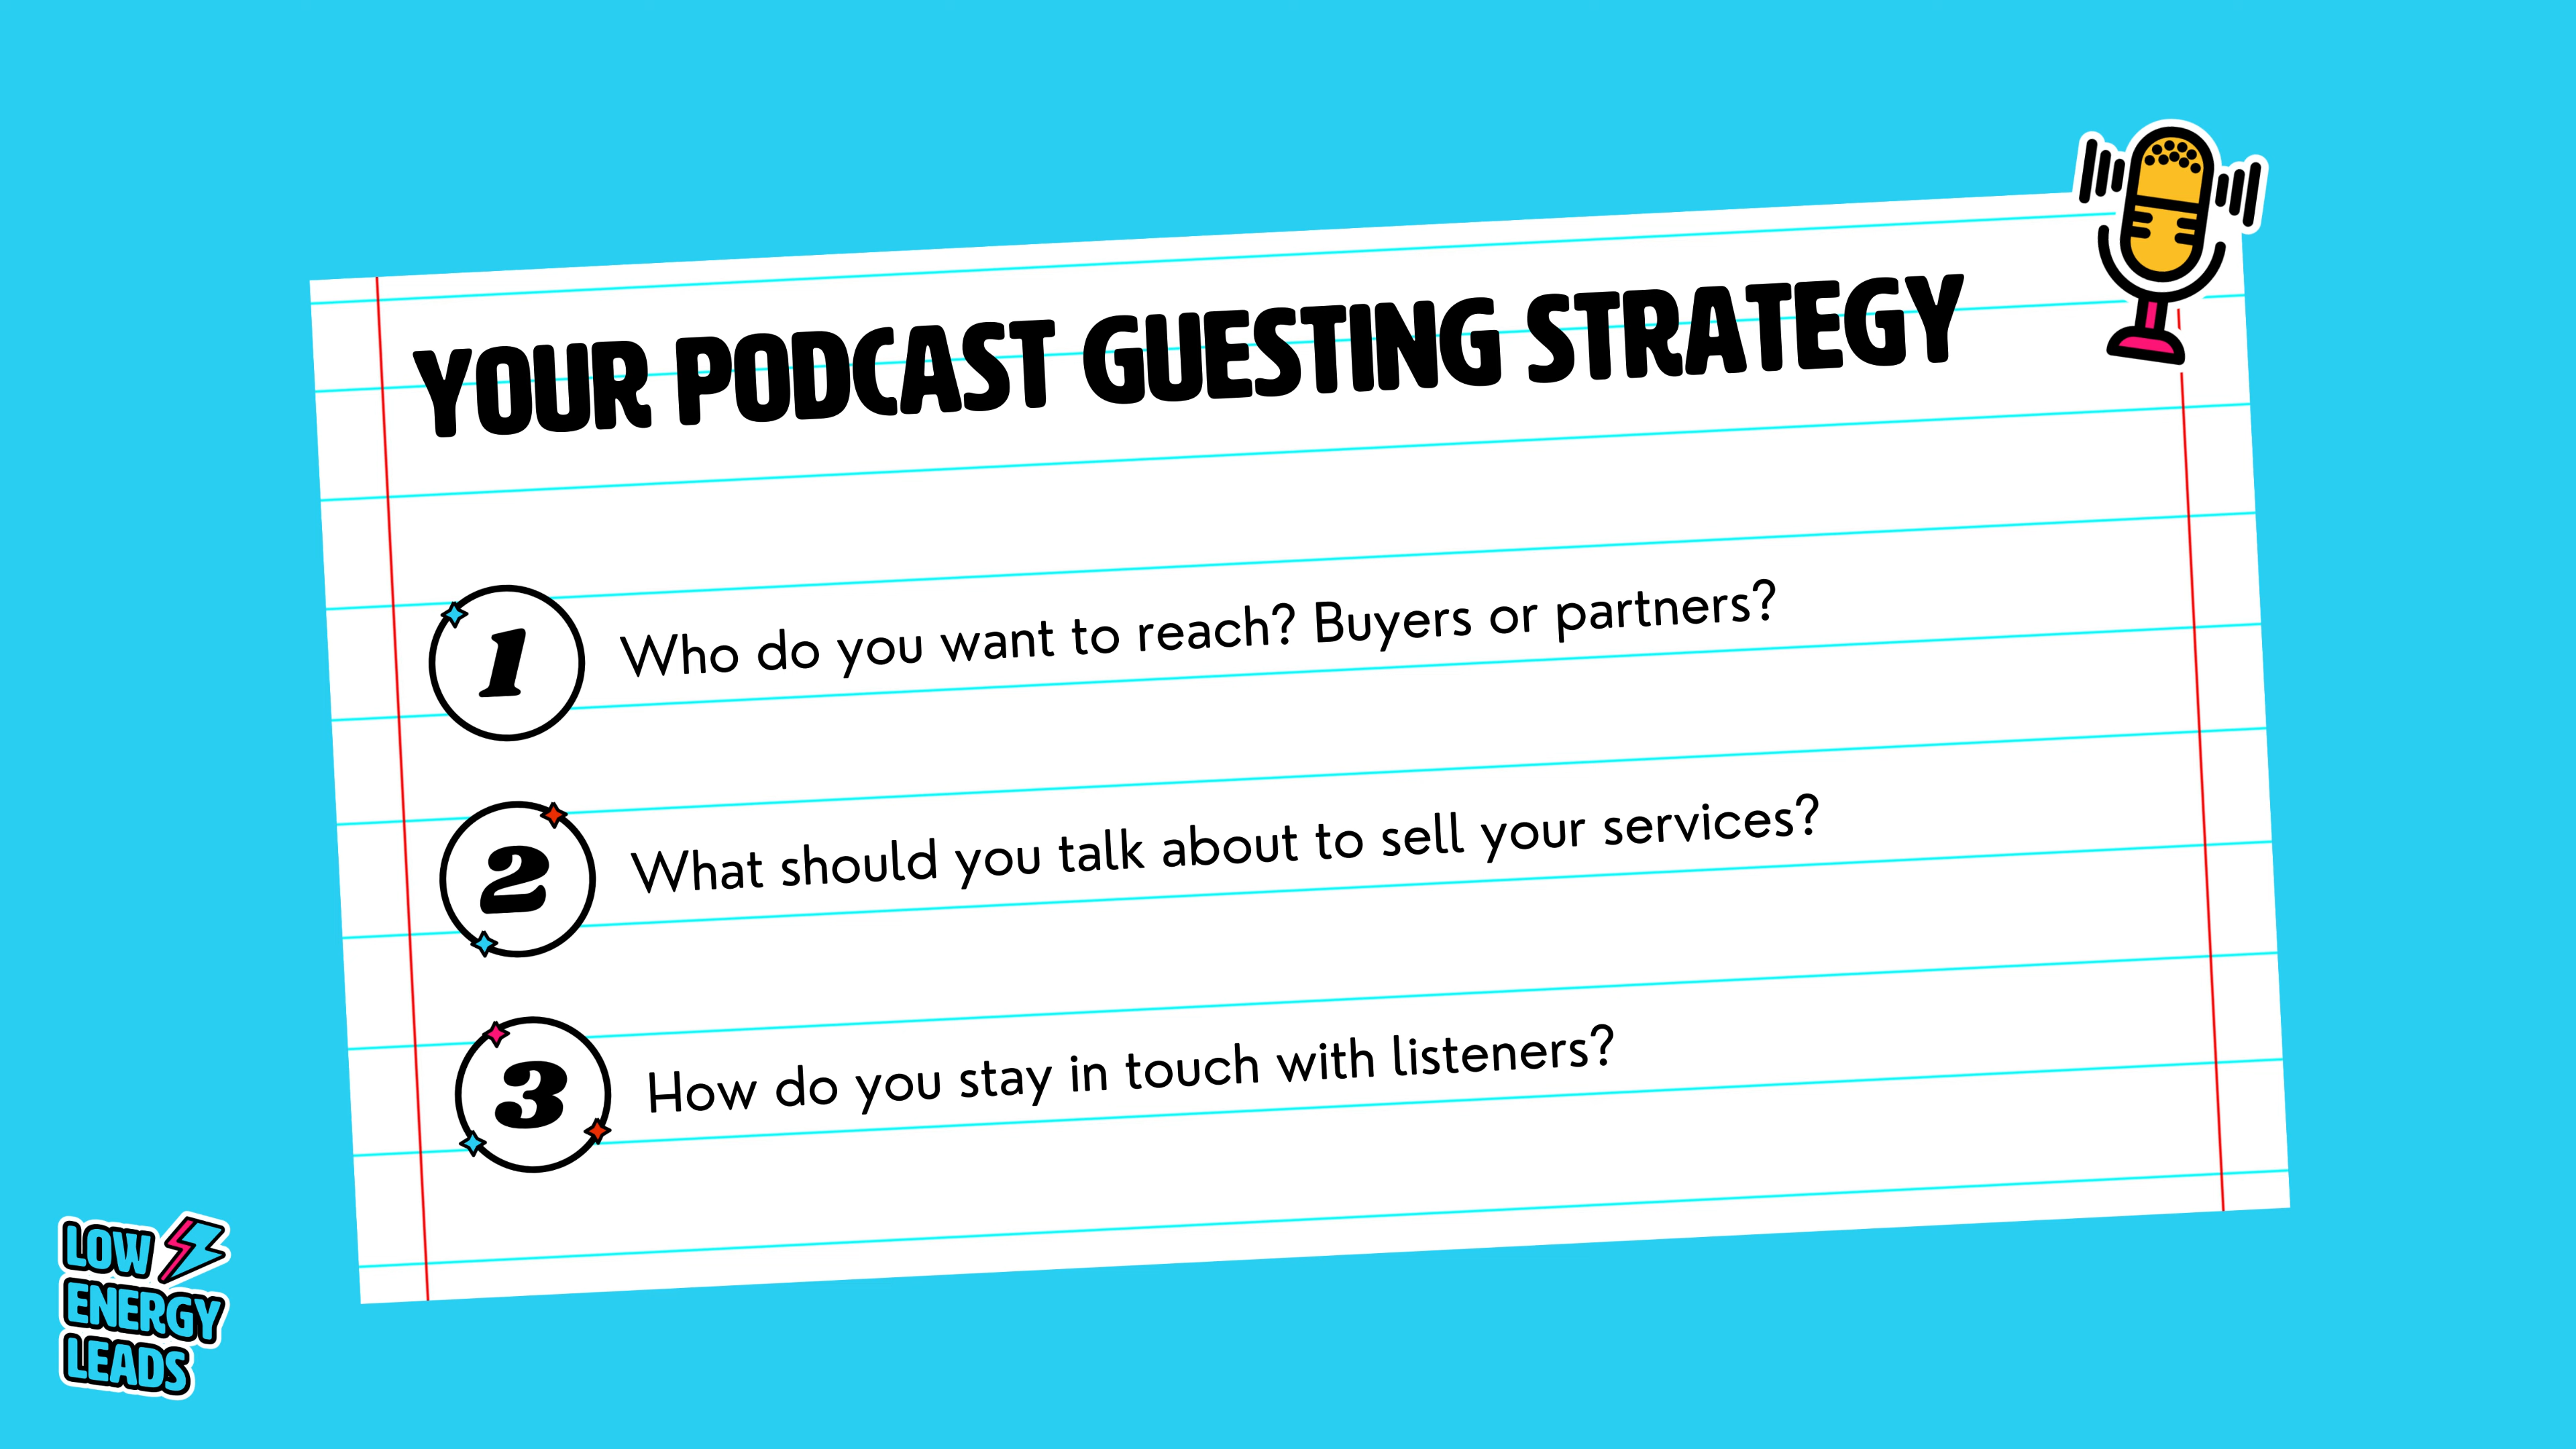 YOUR PODCAST GUESTING STRATEGY
1 Who do you want to reach? Buyers or partners?
2 What should you talk about to sell your services?
3 How do you stay in touch with listeners?
LOW
ENERGY
LEADS